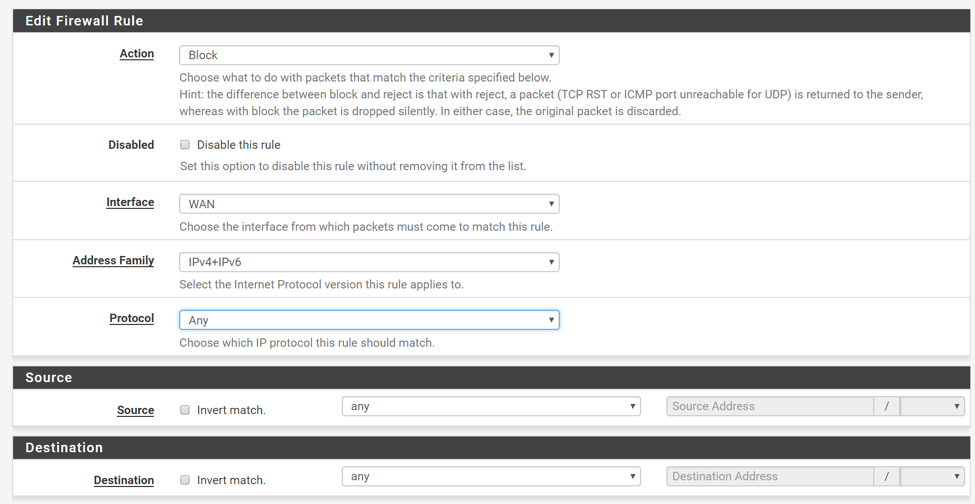 Edit Firewall Rule
Action
Block
Choose what to do with packets that match the criteria specified below.
Hint: the difference between block and reject is that with reject, a packet (TCP RST or ICMP port unreachable for UDP) is returned to the sender,
whereas with block the packet is dropped silently. In either case, the original packet is discarded.
Disabled
Disable this rule
Set this option to disable this rule without removing it from the list.
Interface
WAN
Choose the interface from which packets must come to match this rule.
Address Family
IPv4+IPv6
Select the Internet Protocol version this rule applies to.
Protocol
Any
Choose which IP protocol this rule should match.
Source
Source
Invert match.
any
Source Address
/
Destination
Destination
Invert match.
any
Destination Address
/